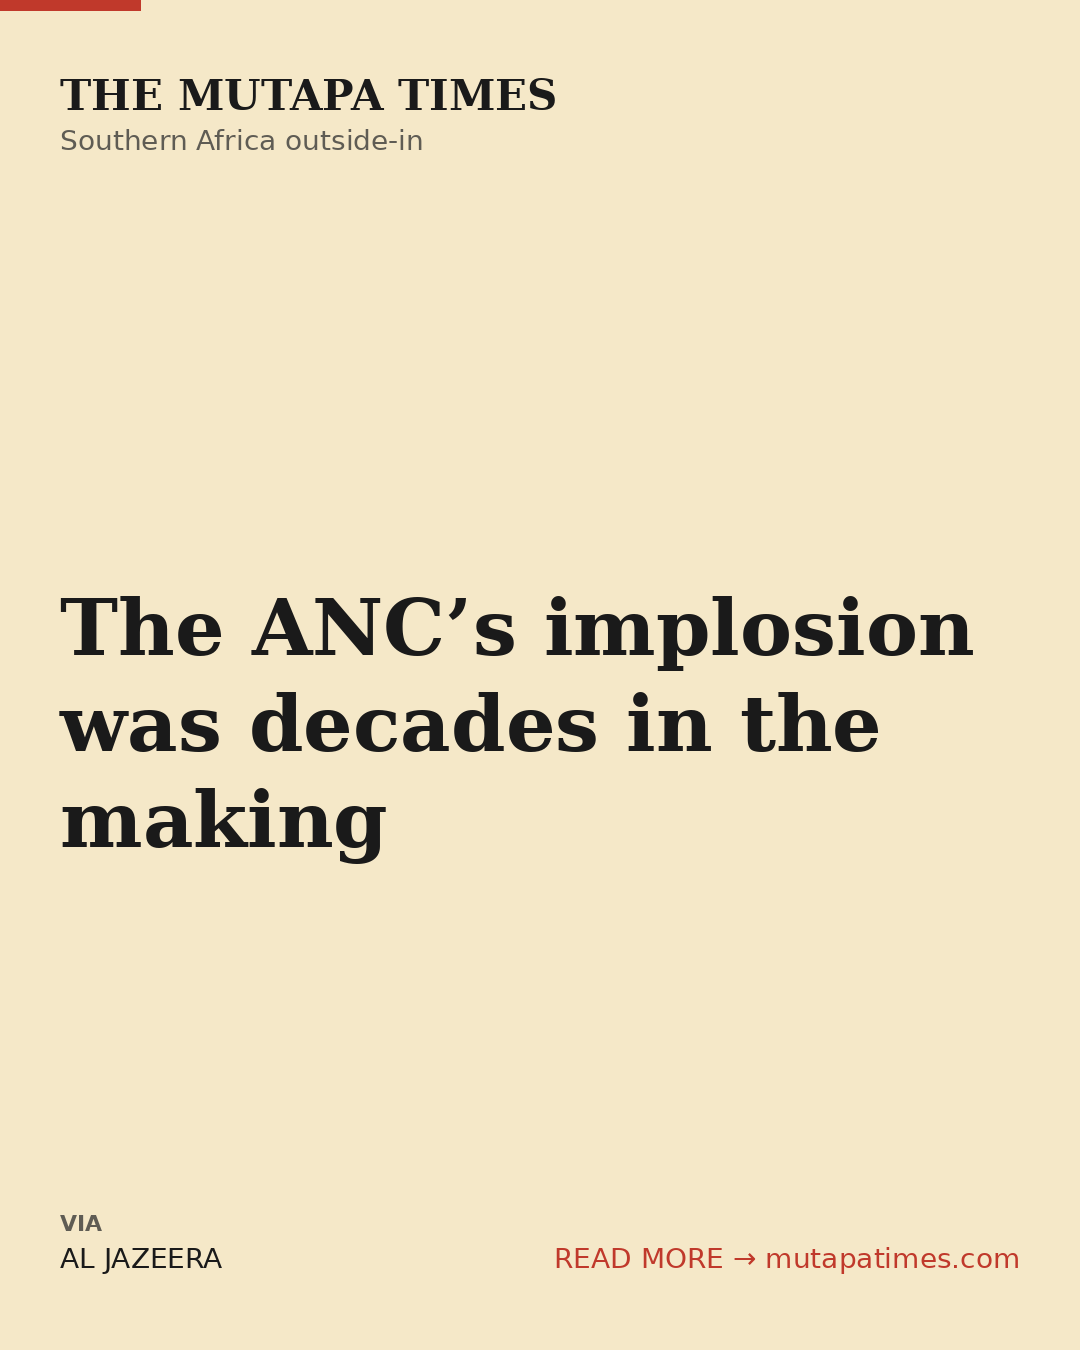 THE MUTAPA TIMES
Southern Africa outside-in
The ANC’s implosion
was decades in the
making
VIA
AL JAZEERA
READ MORE → mutapatimes.com